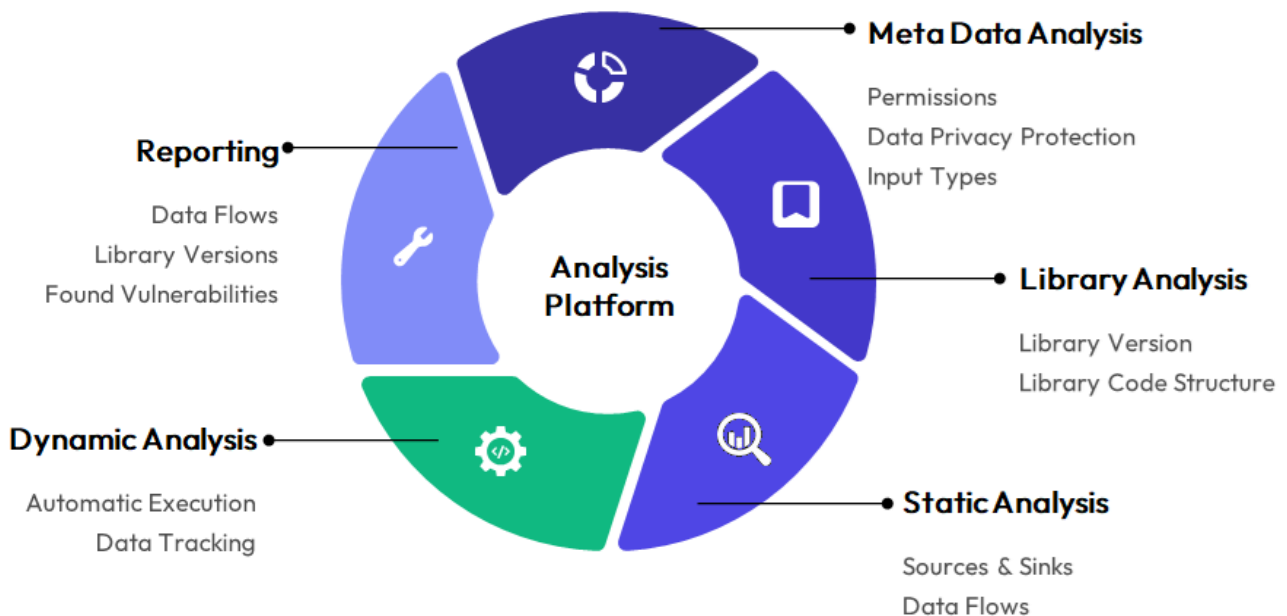 Meta Data Analysis
Permissions
Data Privacy Protection
Input Types
Reporting
Data Flows
Library Versions
Found Vulnerabilities
Analysis
Platform
Library Analysis
Library Version
Library Code Structure
Dynamic Analysis
Automatic Execution
Data Tracking
Static Analysis
Sources & Sinks
Data Flows